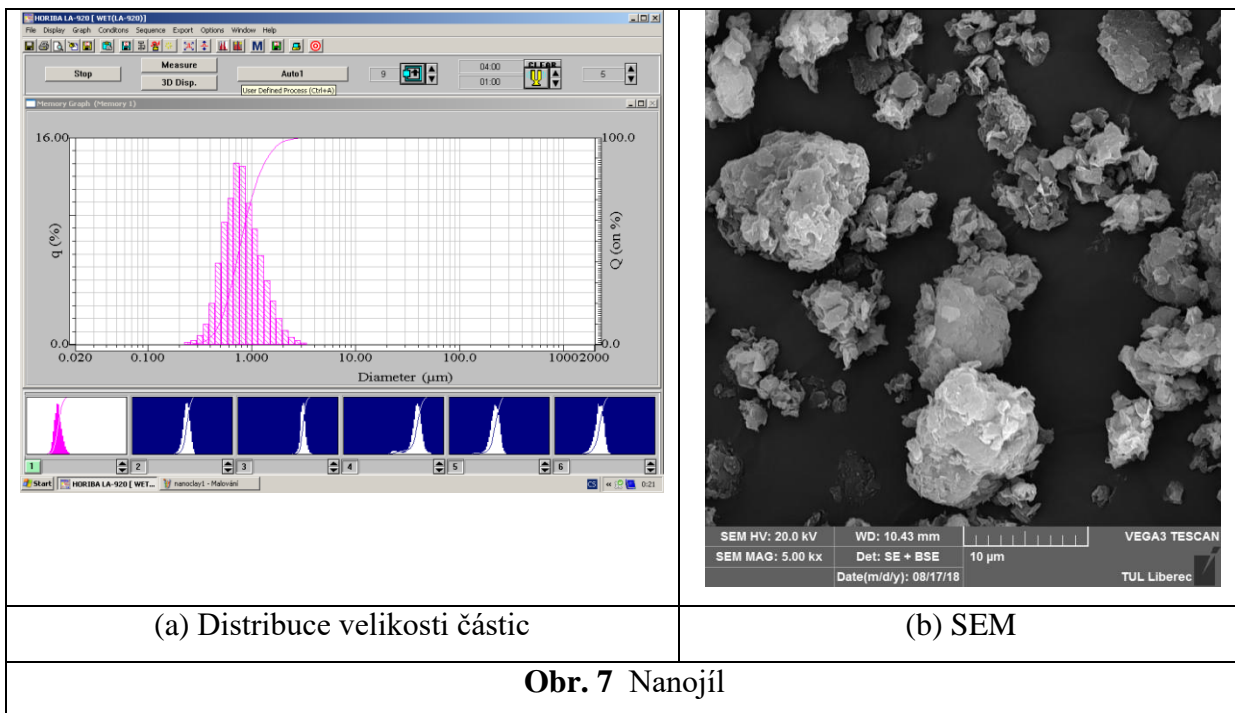 HORIBA LA-920 [ WET(LA-920)]
File Display Graph Conditons Sequence Export Options Window Help
Stop
Measure
3D Disp.
Auto1
User Defined Process (Ctrl+A)
9
04:00
01:00
CLEAR
5
Memory Graph (Memory 1)
16.00
100.0
q (%)
Q (on %)
0.0
0.0
0.020 0.100 1.000 10.00 100.0 10002000
Diameter (µm)
1 2 3 4 5 6
Start HORIBA LA-920 [ WET... nanoclay1 - Malování CS « 0:21
SEM HV: 20.0 kV WD: 10.43 mm VEGA3 TESCAN
SEM MAG: 5.00 kx Det: SE + BSE 10 µm
Date(m/d/y): 08/17/18 TUL Liberec
(a) Distribuce velikosti částic
(b) SEM
Obr. 7 Nanojíl